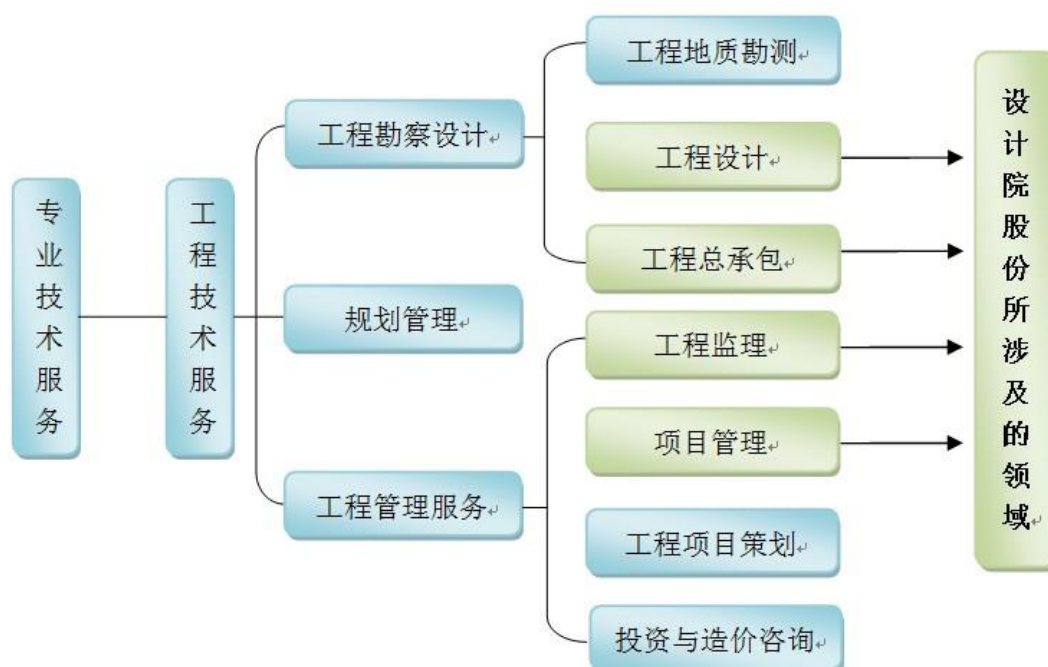 专业技术服务
工程技术服务
工程勘察设计
规划管理
工程管理服务
工程地质勘测
工程设计
工程总承包
工程监理
项目管理
工程项目策划
投资与造价咨询
设计院股份所涉及的领域